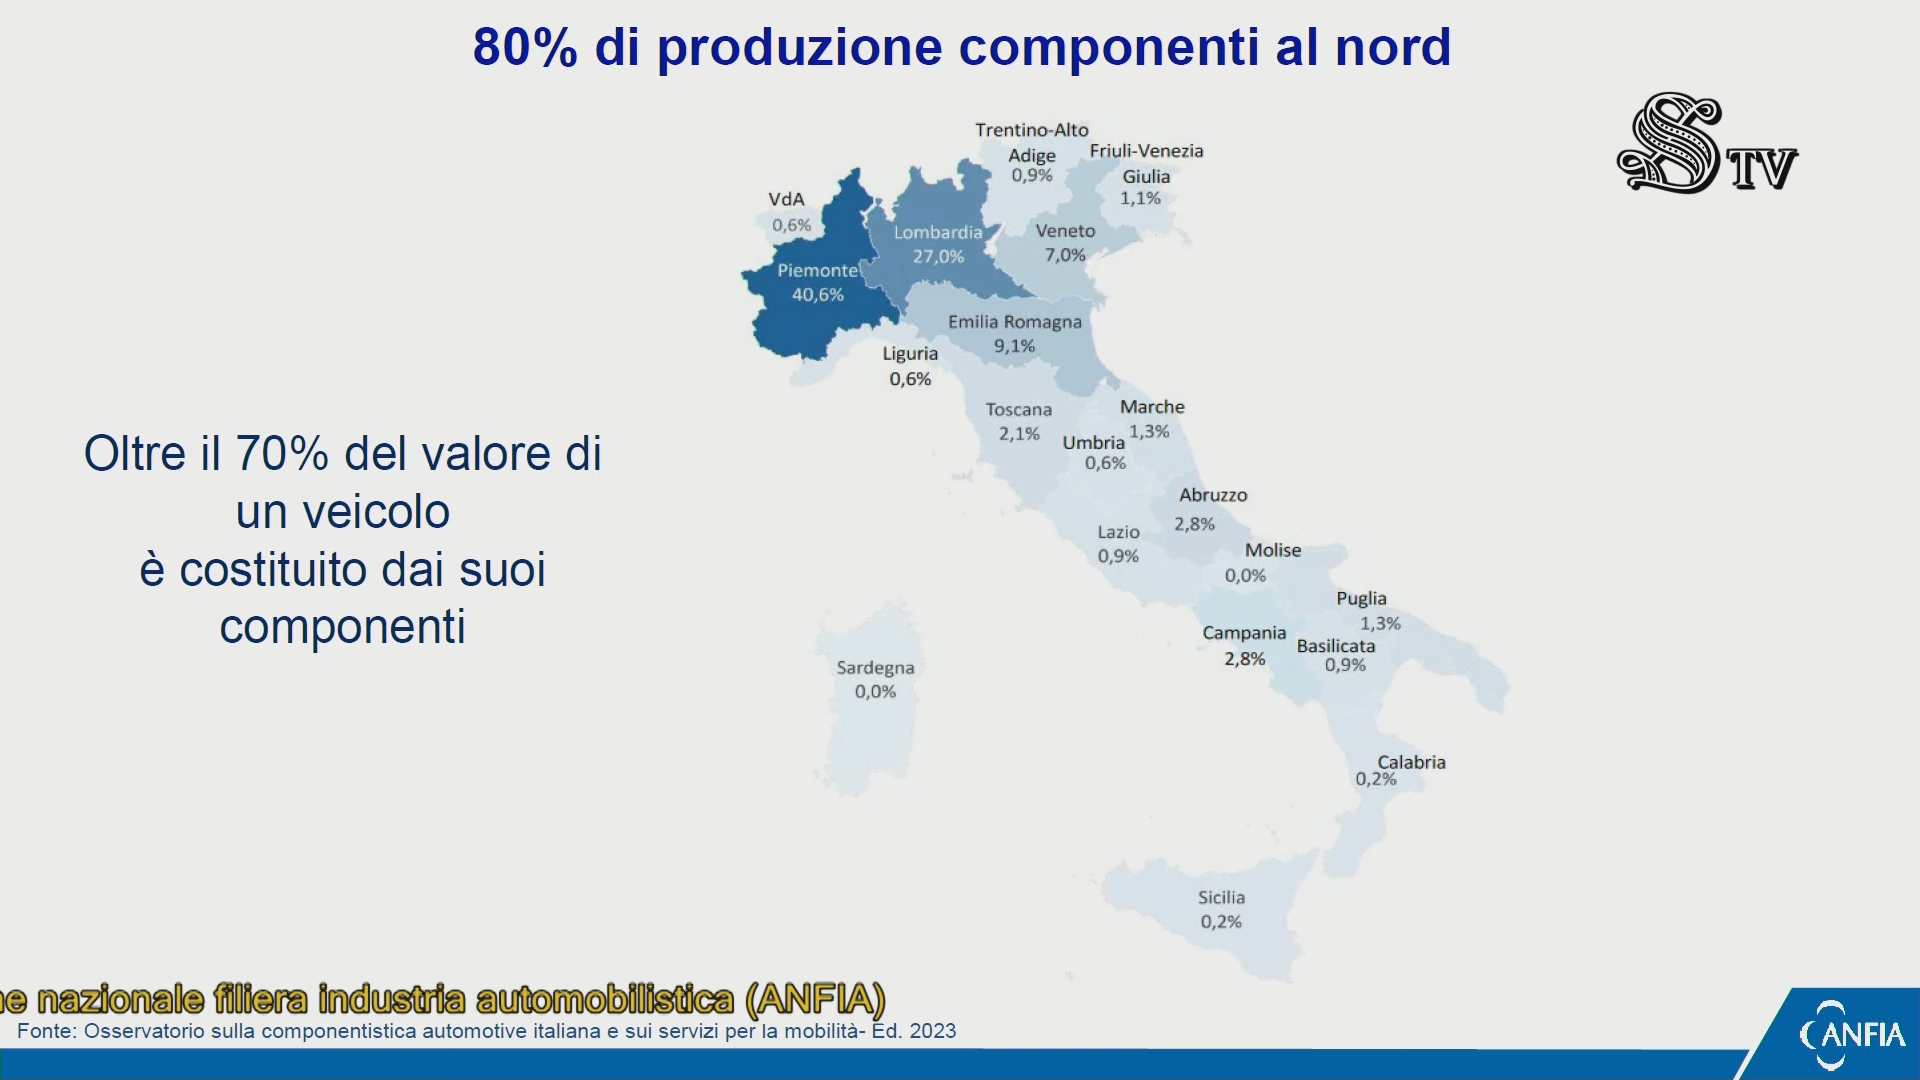 80% di produzione componenti al nord
S TV
Trentino-Alto
Adige
0,9%
Friuli-Venezia
Giulia
1,1%
VdA
0,6%
Lombardia
27,0%
Veneto
7,0%
Piemonte
40,6%
Emilia Romagna
9,1%
Liguria
0,6%
Toscana
2,1%
Marche
1,3%
Umbria
0,6%
Abruzzo
2,8%
Lazio
0,9%
Molise
0,0%
Puglia
1,3%
Campania
2,8%
Basilicata
0,9%
Sardegna
0,0%
Calabria
0,2%
Sicilia
0,2%
Oltre il 70% del valore di
un veicolo
è costituito dai suoi
componenti
ne nazionale filiera industria automobilistica (ANFIA)
Fonte: Osservatorio sulla componentistica automotive italiana e sui servizi per la mobilità- Ed. 2023
ANFIA